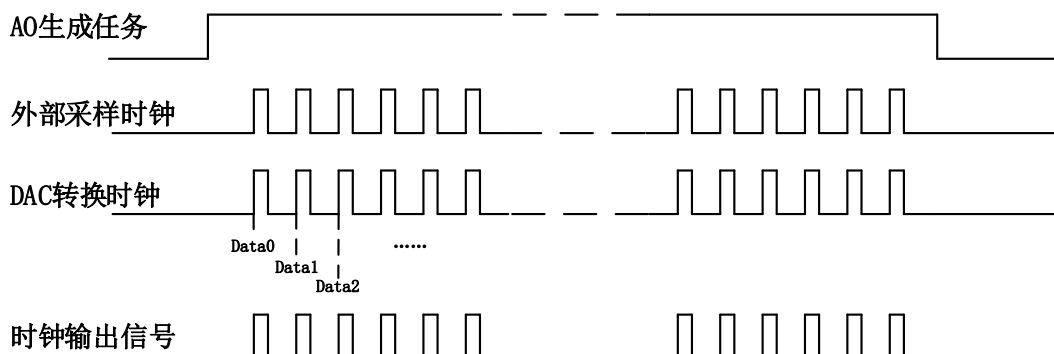 AO生成任务
外部采样时钟
DAC转换时钟
Data0
······
Data1
Data2
时钟输出信号